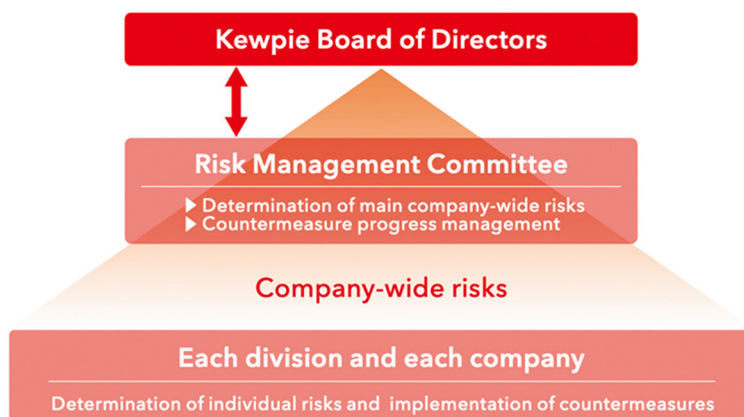 Kewpie Board of Directors
Risk Management Committee
▶ Determination of main company-wide risks
▶ Countermeasure progress management
Company-wide risks
Each division and each company
Determination of individual risks and implementation of countermeasures